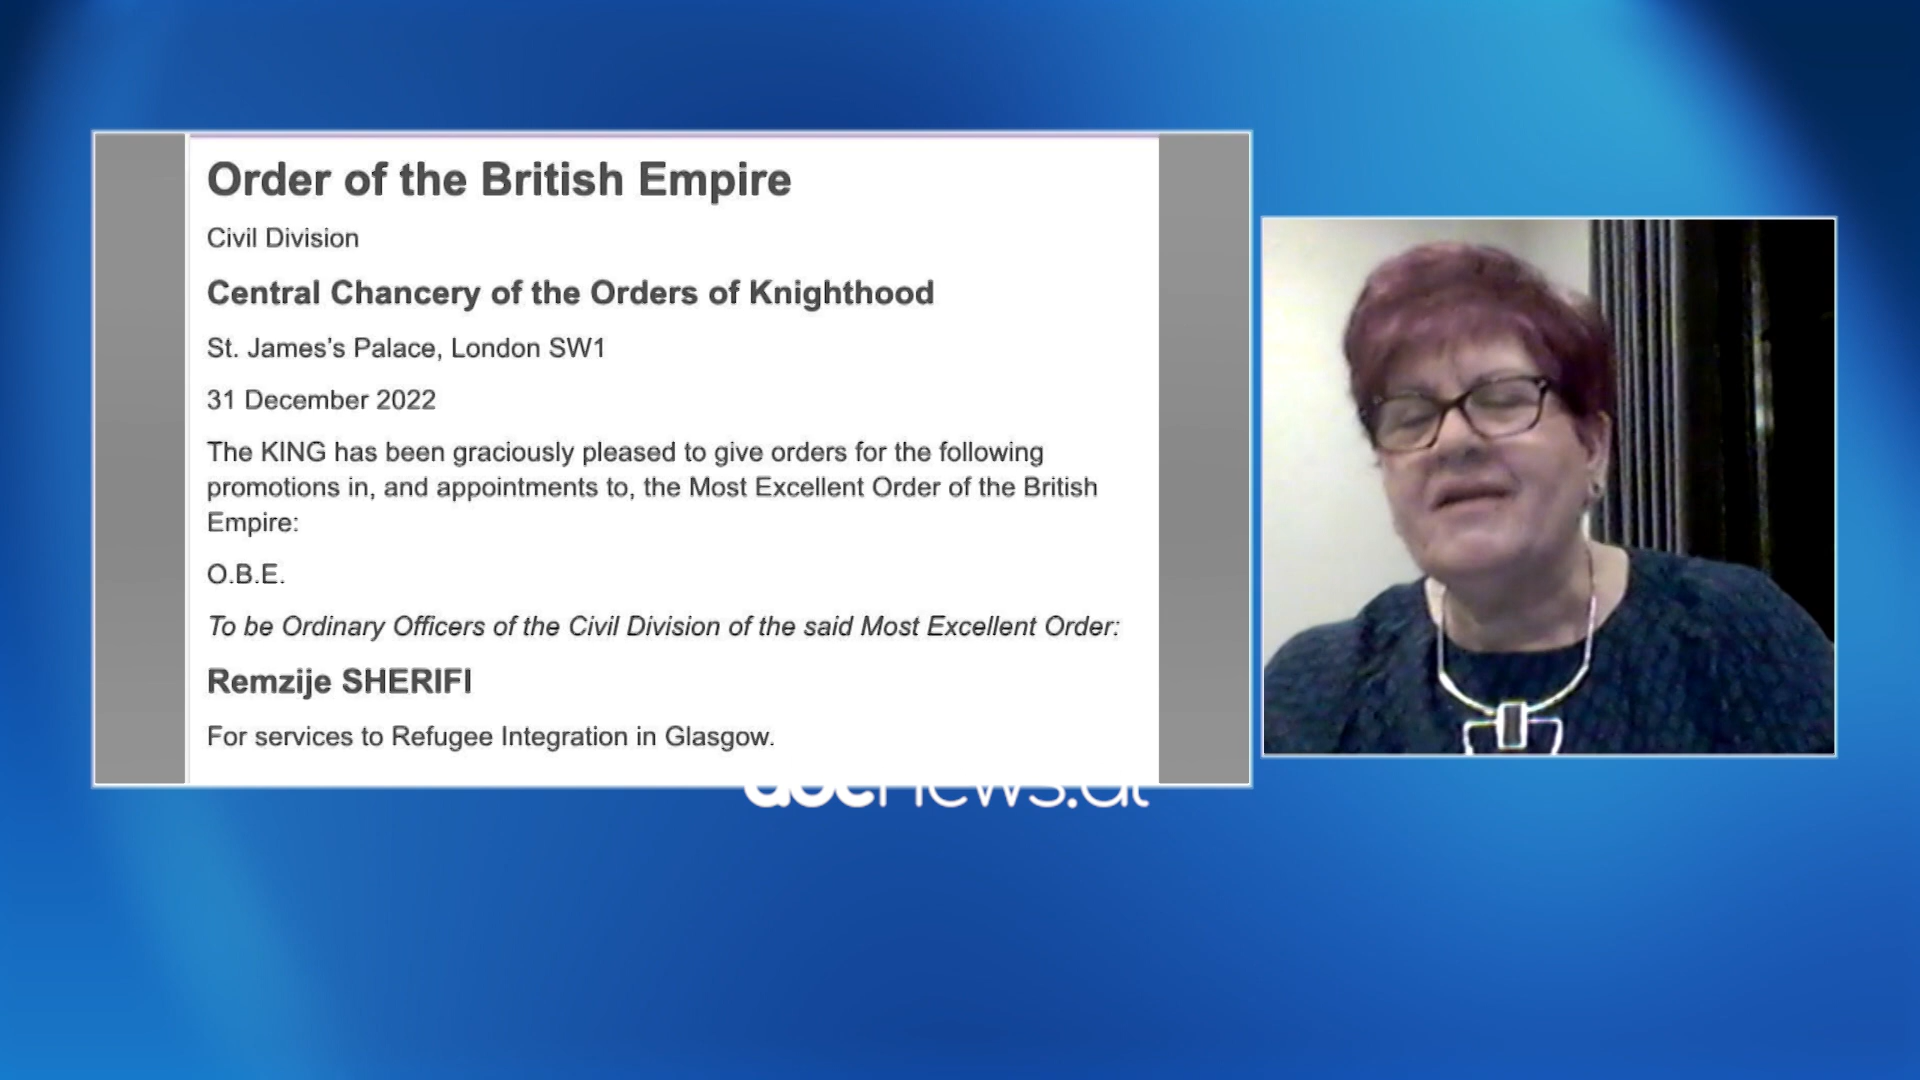 Order of the British Empire
Civil Division
Central Chancery of the Orders of Knighthood
St. James’s Palace, London SW1
31 December 2022
The KING has been graciously pleased to give orders for the following
promotions in, and appointments to, the Most Excellent Order of the British
Empire:
O.B.E.
To be Ordinary Officers of the Civil Division of the said Most Excellent Order:
Remzije SHERIFI
For services to Refugee Integration in Glasgow.